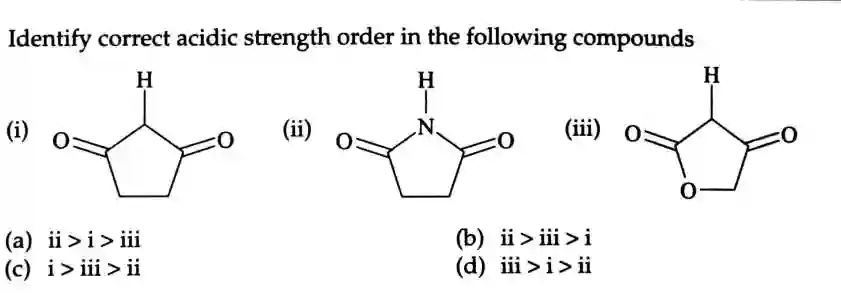 Identify correct acidic strength order in the following compounds
H H H
(i) O O (ii) O N O (iii) O O
O
(a) ii > i > iii (b) ii > iii > i
(c) i > iii > ii (d) iii > i > ii